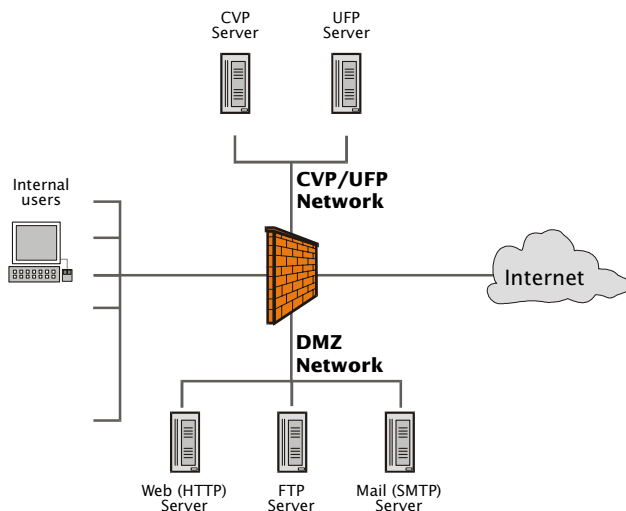 CVP
Server
UFP
Server
CVP/UFP
Network
Internal
users
Internet
DMZ
Network
Web (HTTP)
Server
FTP
Server
Mail (SMTP)
Server